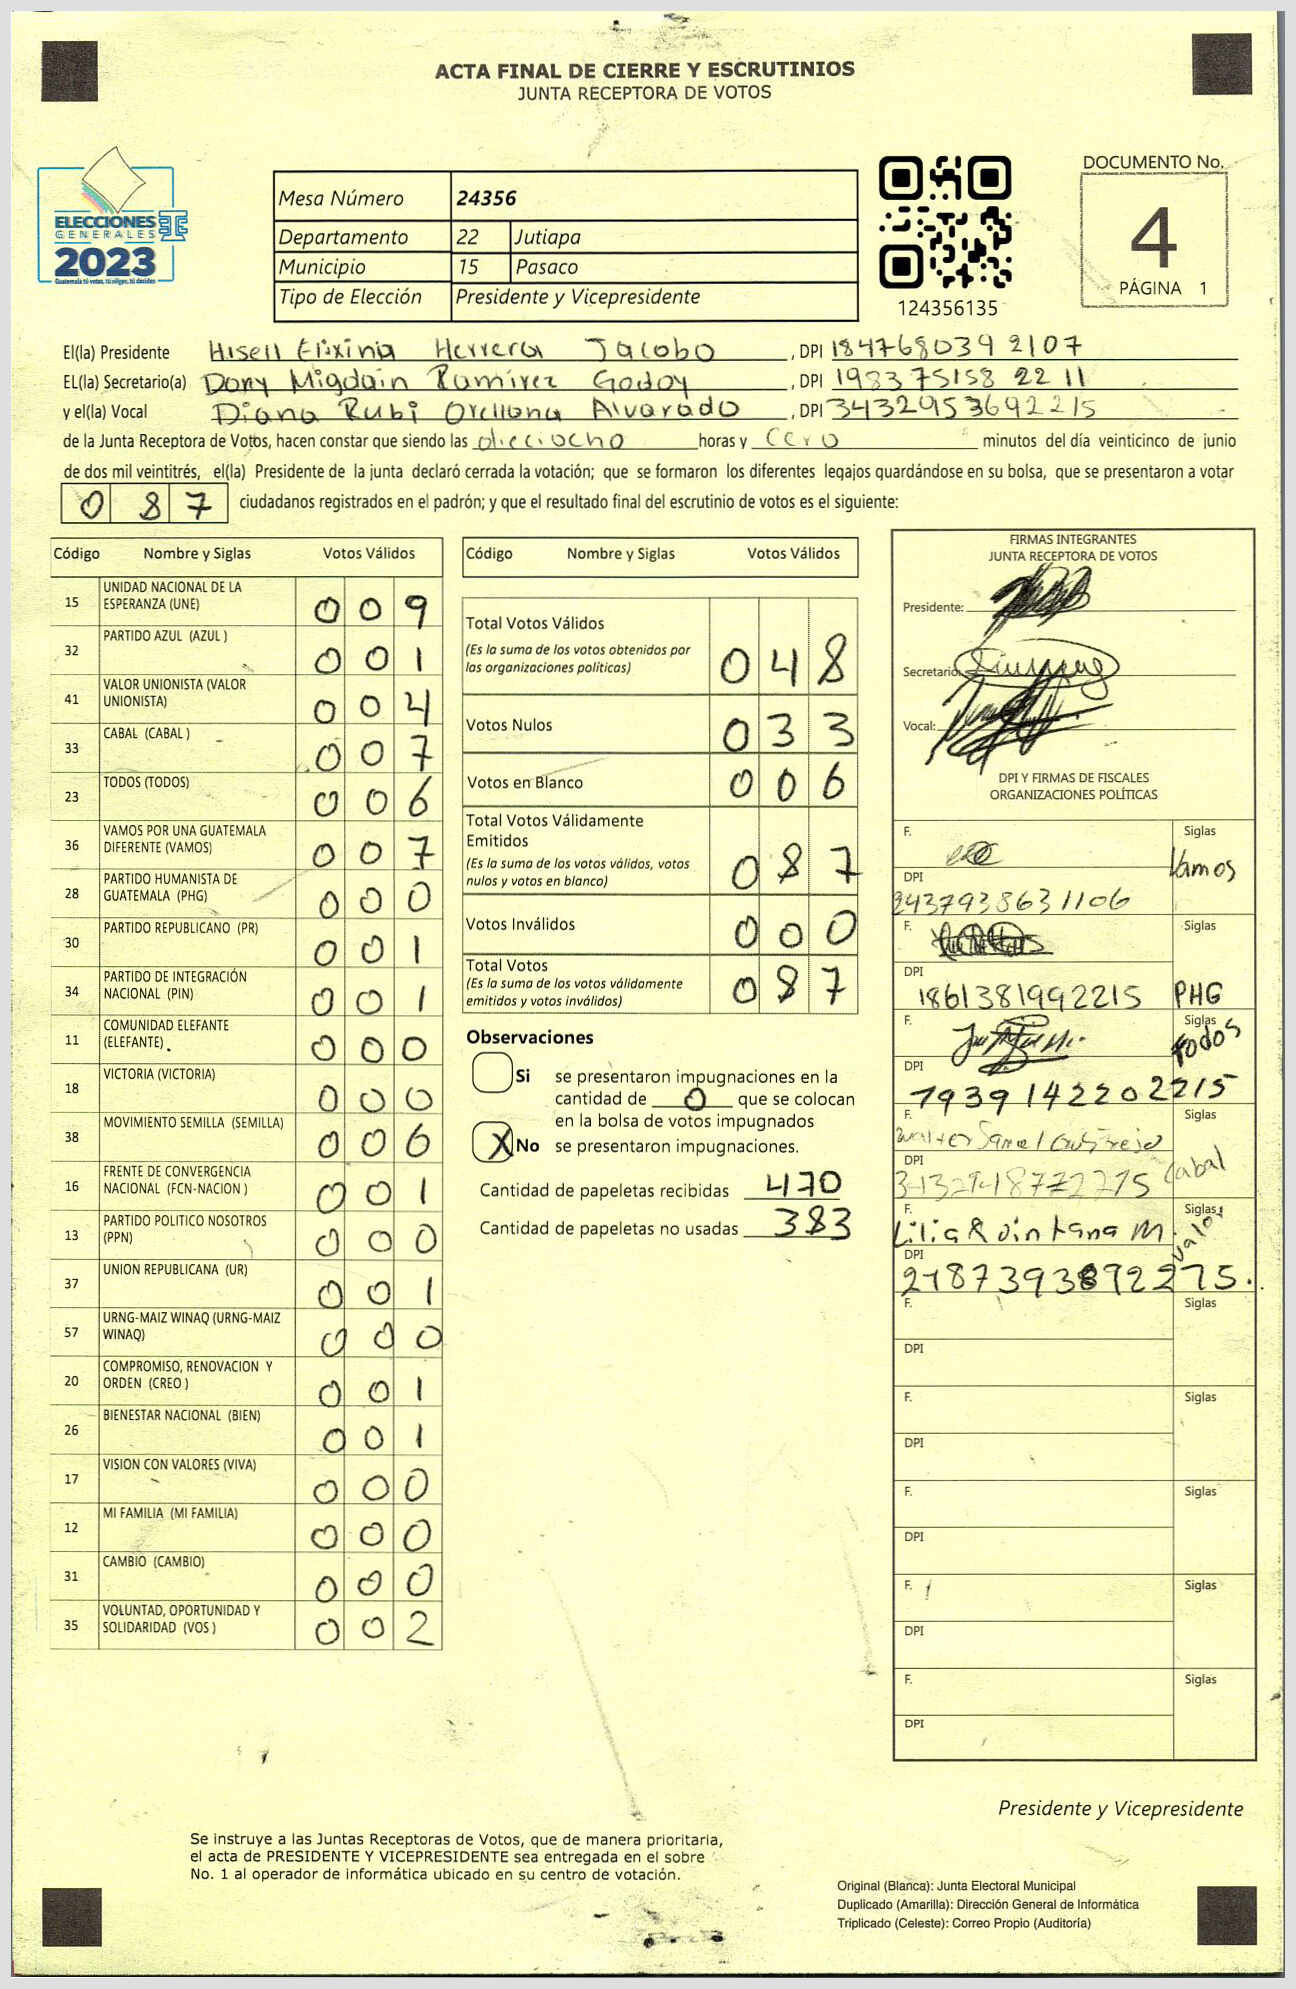 ACTA FINAL DE CIERRE Y ESCRUTINIOS
JUNTA RECEPTORA DE VOTOS
ELECCIONES
GENERALES
2023
Guatemala tú votas, tú eliges, tú decides
Mesa Número 24356
Departamento 22 Jutiapa
Municipio 15 Pasaco
Tipo de Elección Presidente y Vicepresidente
124356135
DOCUMENTO No.
4
PÁGINA 1
El(la) Presidente Hisell Elixinia Herrera Jacobo, DPI 184768039 2107
EL(la) Secretario(a) Dony Migdain Ramirez Godoy, DPI 198375158 22 11
y el(la) Vocal Diana Rubi Orellana Alvarado, DPI 3432953692215
de la Junta Receptora de Votos, hacen constar que siendo las dieciocho horas y cero minutos del día veinticinco de junio
de dos mil veintitrés, el(la) Presidente de la junta declaró cerrada la votación; que se formaron los diferentes legajos guardándose en su bolsa, que se presentaron a votar
0 8 7 ciudadanos registrados en el padrón; y que el resultado final del escrutinio de votos es el siguiente:
Código Nombre y Siglas Votos Válidos
15 UNIDAD NACIONAL DE LA ESPERANZA (UNE) 0 0 9
32 PARTIDO AZUL (AZUL ) 0 0 1
41 VALOR UNIONISTA (VALOR UNIONISTA) 0 0 4
33 CABAL (CABAL ) 0 0 7
23 TODOS (TODOS) 0 0 6
36 VAMOS POR UNA GUATEMALA DIFERENTE (VAMOS) 0 0 7
28 PARTIDO HUMANISTA DE GUATEMALA (PHG) 0 0 0
30 PARTIDO REPUBLICANO (PR) 0 0 1
34 PARTIDO DE INTEGRACIÓN NACIONAL (PIN) 0 0 1
11 COMUNIDAD ELEFANTE (ELEFANTE) 0 0 0
18 VICTORIA (VICTORIA) 0 0 0
38 MOVIMIENTO SEMILLA (SEMILLA) 0 0 6
16 FRENTE DE CONVERGENCIA NACIONAL (FCN-NACION ) 0 0 1
13 PARTIDO POLITICO NOSOTROS (PPN) 0 0 0
37 UNION REPUBLICANA (UR) 0 0 1
57 URNG-MAIZ WINAQ (URNG-MAIZ WINAQ) 0 0 0
20 COMPROMISO, RENOVACION Y ORDEN (CREO ) 0 0 1
26 BIENESTAR NACIONAL (BIEN) 0 0 1
17 VISION CON VALORES (VIVA) 0 0 0
12 MI FAMILIA (MI FAMILIA) 0 0 0
31 CAMBIO (CAMBIO) 0 0 0
35 VOLUNTAD, OPORTUNIDAD Y SOLIDARIDAD (VOS ) 0 0 2
Código Nombre y Siglas Votos Válidos
Total Votos Válidos 0 4 8
(Es la suma de los votos obtenidos por
las organizaciones políticas)
Votos Nulos 0 3 3
Votos en Blanco 0 0 6
Total Votos Válidamente
Emitidos 0 8 7
(Es la suma de los votos válidos, votos
nulos y votos en blanco)
Votos Inválidos 0 0 0
Total Votos 0 8 7
(Es la suma de los votos válidamente
emitidos y votos inválidos)
Observaciones
Si se presentaron impugnaciones en la
cantidad de 0 que se colocan
en la bolsa de votos impugnados
X No se presentaron impugnaciones.
Cantidad de papeletas recibidas 470
Cantidad de papeletas no usadas 383
FIRMAS INTEGRANTES
JUNTA RECEPTORA DE VOTOS
Presidente:
Secretario:
Vocal:
DPI Y FIRMAS DE FISCALES
ORGANIZACIONES POLÍTICAS
F. Siglas
Vamos
DPI
2437938631106
F. Siglas
DPI
1861381992215 PHG
F. Siglas
Todos
DPI
7939142202215
F. Siglas
DPI
Cabal
F. Siglas
Lilia Quintana M. Valor
DPI
F. Siglas
DPI
F. Siglas
DPI
F. Siglas
DPI
F. Siglas
DPI
F. Siglas
DPI
Presidente y Vicepresidente
Se instruye a las Juntas Receptoras de Votos, que de manera prioritaria,
el acta de PRESIDENTE Y VICEPRESIDENTE sea entregada en el sobre
No. 1 al operador de informática ubicado en su centro de votación.
Original (Blanca): Junta Electoral Municipal
Duplicado (Amarilla): Dirección General de Informática
Triplicado (Celeste): Correo Propio (Auditoría)